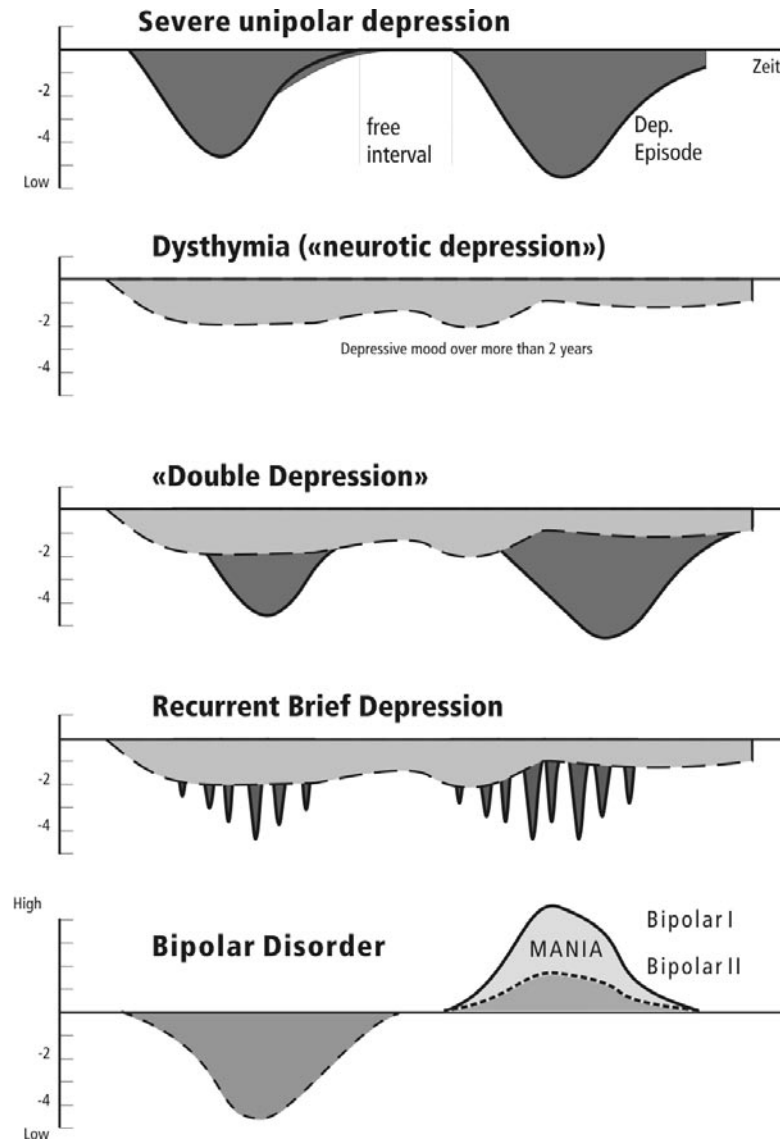 Severe unipolar depression
Zeit
-2
free
interval
Dep.
Episode
-4
Low
Dysthymia («neurotic depression»)
-2
Depressive mood over more than 2 years
-4
«Double Depression»
-2
-4
Recurrent Brief Depression
-2
-4
High
Bipolar Disorder
MANIA
Bipolar I
Bipolar II
-2
-4
Low